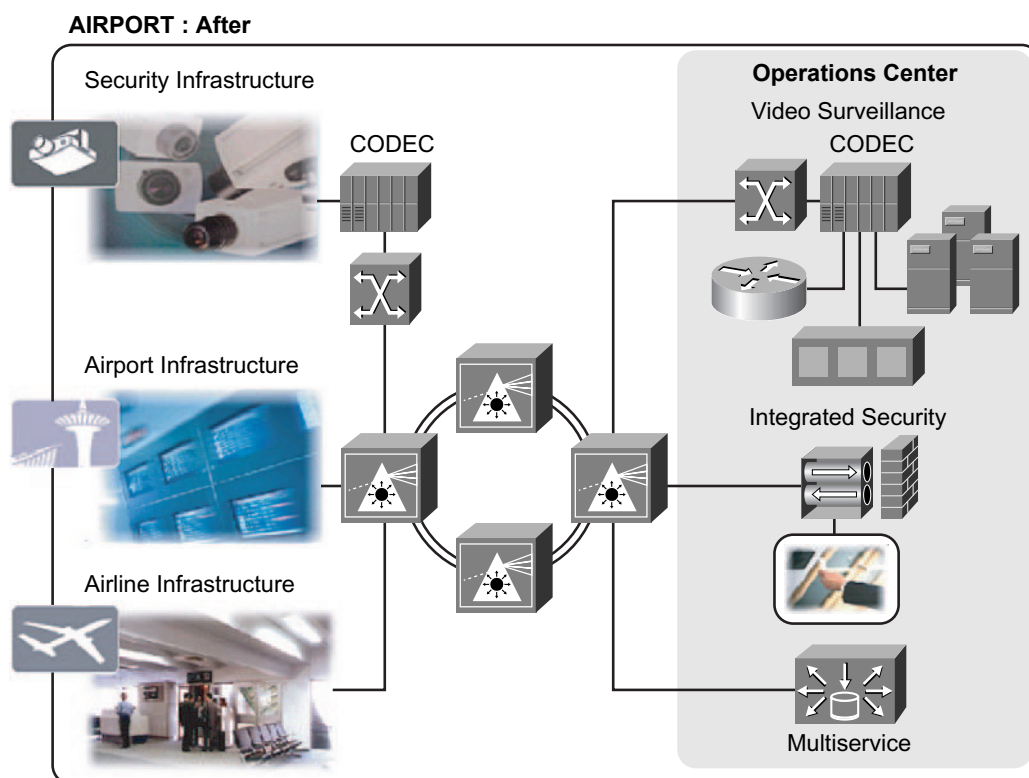 AIRPORT : After
Security Infrastructure
CODEC
Operations Center
Video Surveillance
CODEC
Airport Infrastructure
Integrated Security
Airline Infrastructure
Multiservice